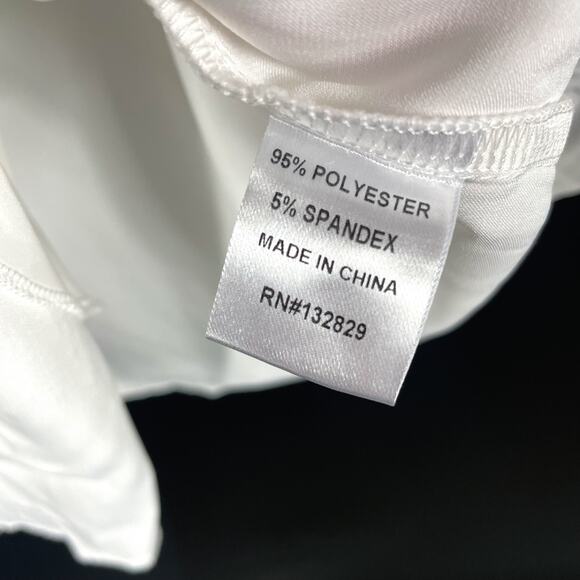 95% POLYESTER
5% SPANDEX
MADE IN CHINA
RN#132829